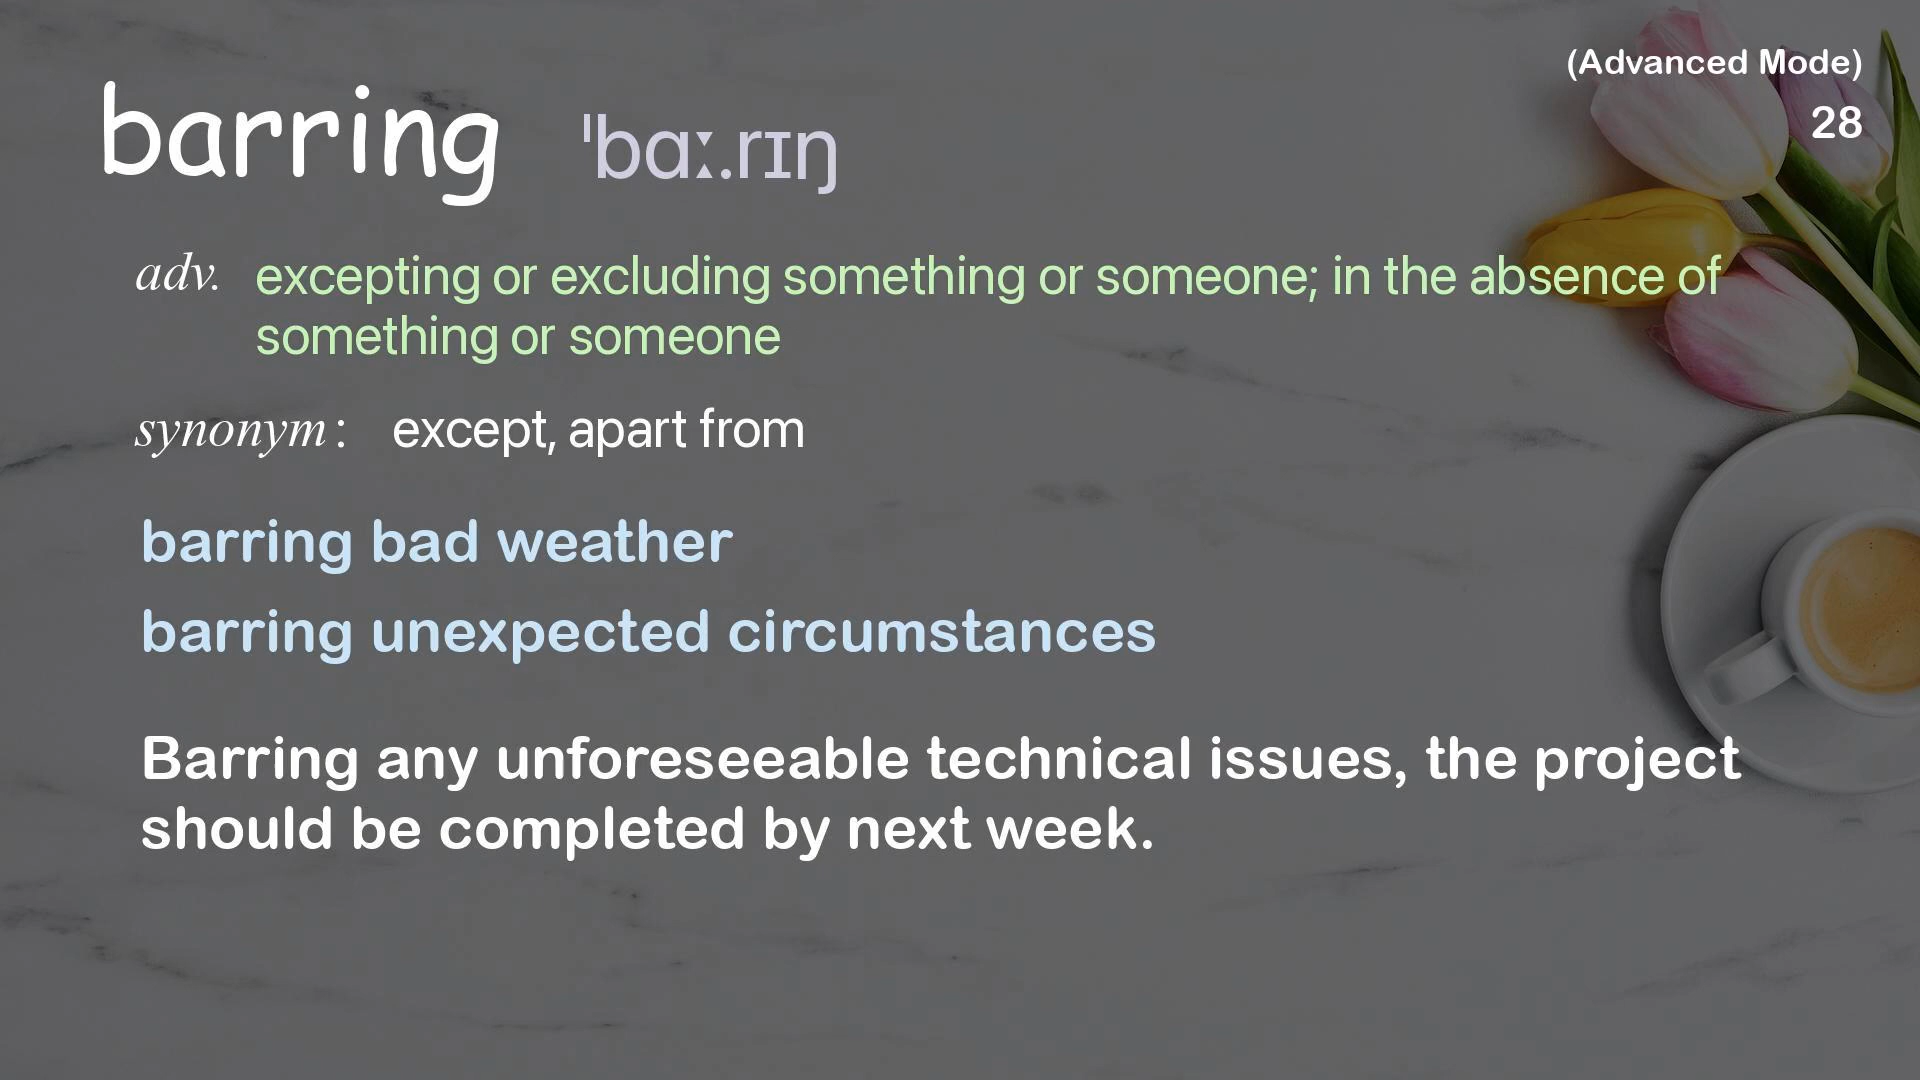 (Advanced Mode)
28
barring ˈbɑː.rɪŋ
adv. excepting or excluding something or someone; in the absence of
something or someone
synonym: except, apart from
barring bad weather
barring unexpected circumstances
Barring any unforeseeable technical issues, the project
should be completed by next week.